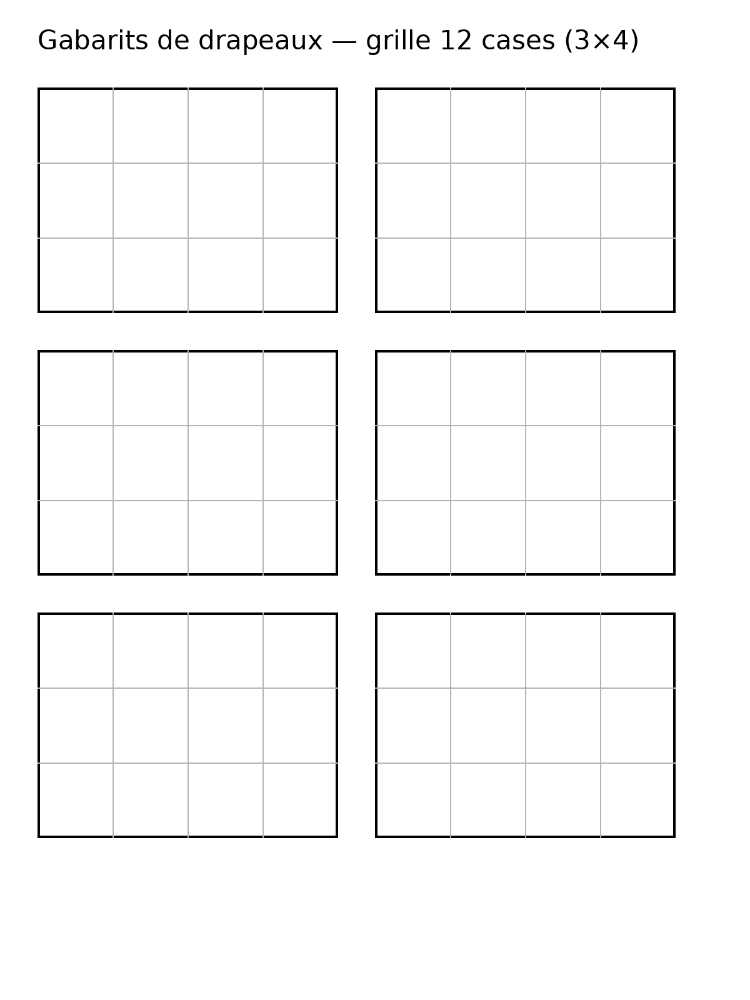 Gabarits de drapeaux — grille 12 cases (3×4)